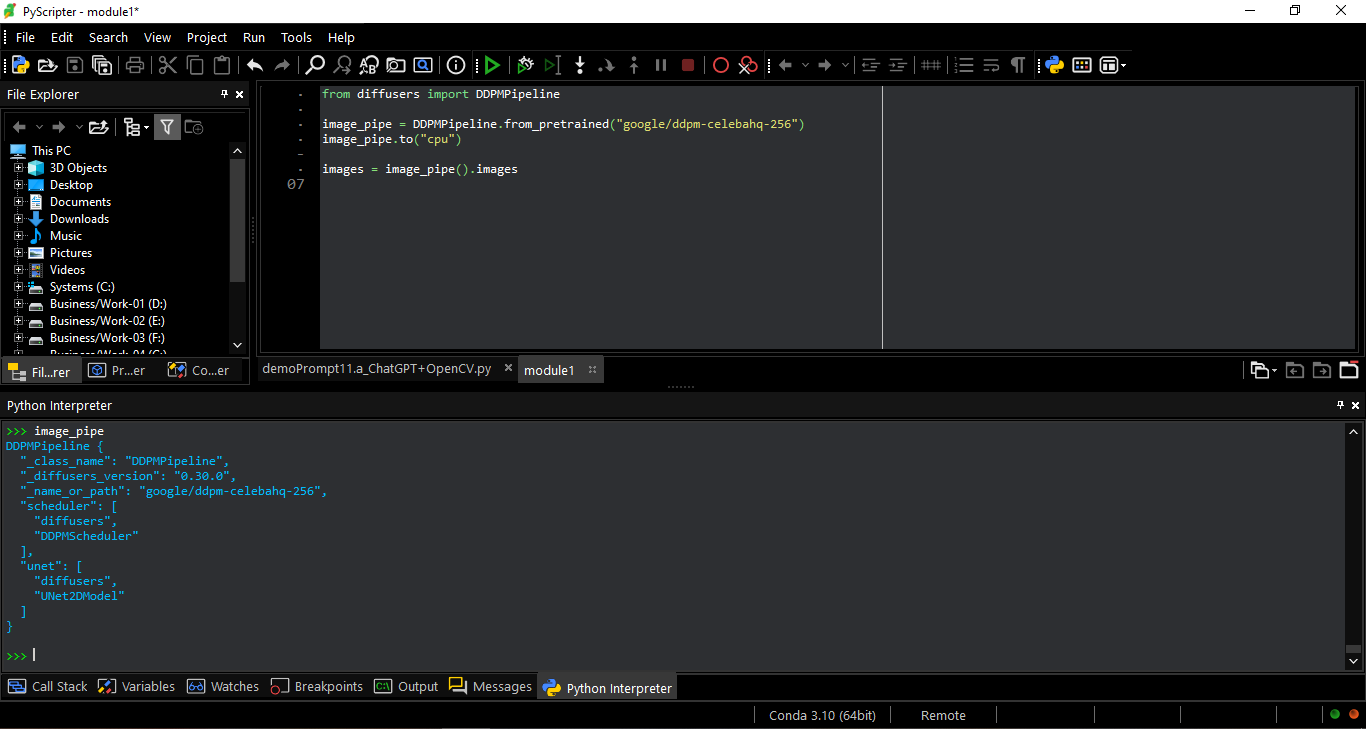 PyScripter - module1*
File Edit Search View Project Run Tools Help
File Explorer
This PC
3D Objects
Desktop
Documents
Downloads
Music
Pictures
Videos
Systems (C:)
Business/Work-01 (D:)
Business/Work-02 (E:)
Business/Work-03 (F:)
Business/Work-04 (G:)
Fil...rer Pr...er Co...er
from diffusers import DDPMPipeline
image_pipe = DDPMPipeline.from_pretrained("google/ddpm-celebahq-256")
image_pipe.to("cpu")
images = image_pipe().images
07
demoPrompt11.a_ChatGPT+OpenCV.py module1
Python Interpreter
>>> image_pipe
DDPMPipeline {
"_class_name": "DDPMPipeline",
"_diffusers_version": "0.30.0",
"_name_or_path": "google/ddpm-celebahq-256",
"scheduler": [
"diffusers",
"DDPMScheduler"
],
"unet": [
"diffusers",
"UNet2DModel"
]
}
>>>
Call Stack Variables Watches Breakpoints Output Messages Python Interpreter
Conda 3.10 (64bit) Remote